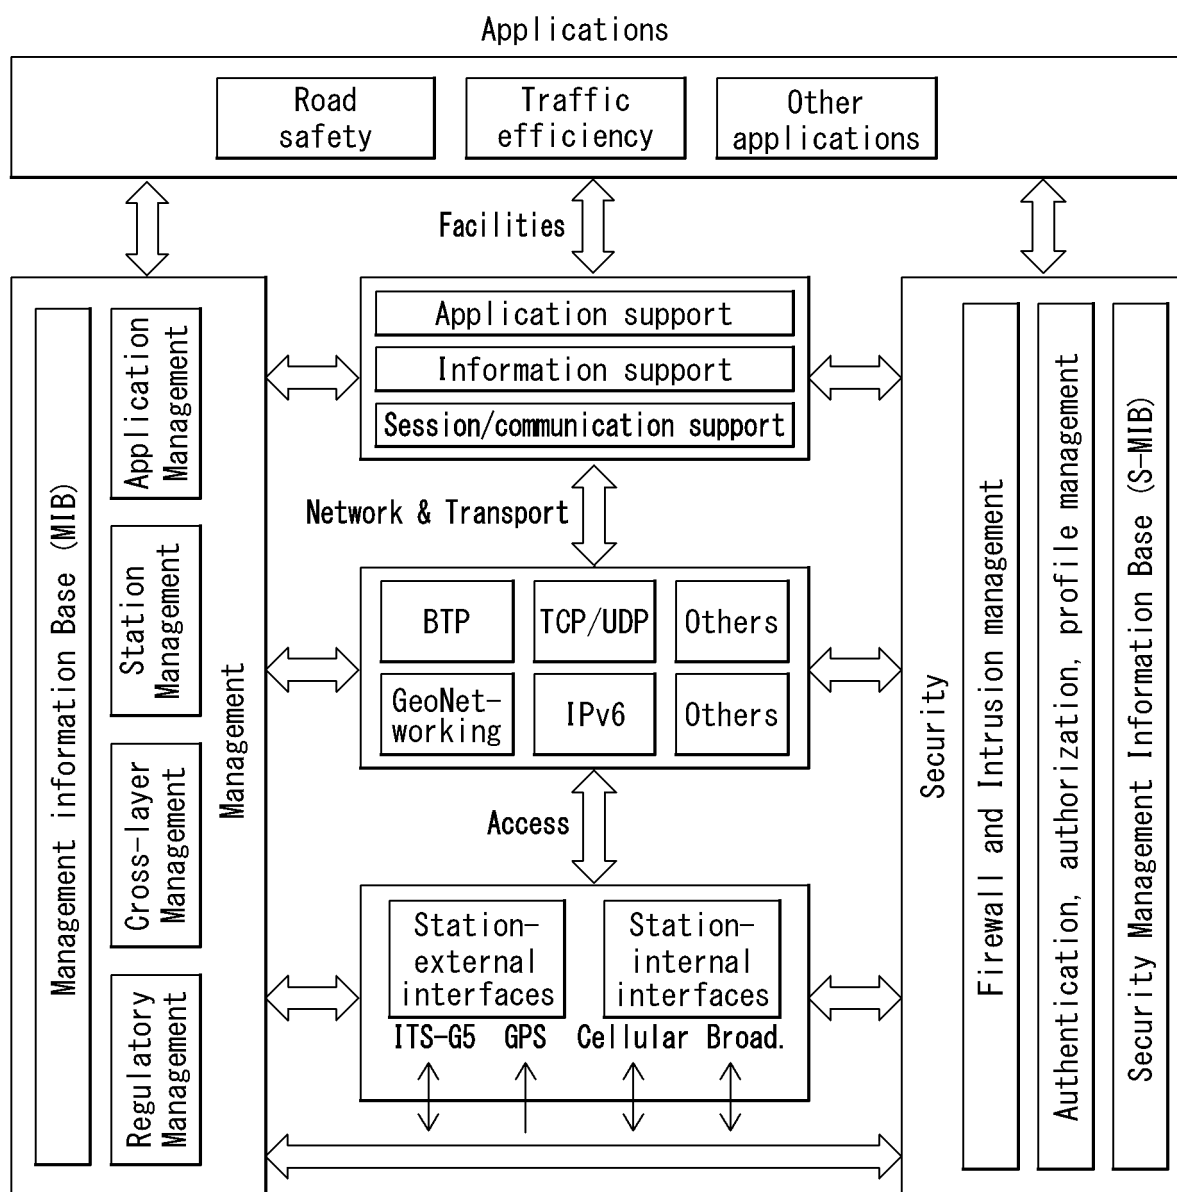 Applications
Road
safety
Traffic
efficiency
Other
applications
Facilities
Application support
Information support
Session/communication support
Network & Transport
BTP
TCP/UDP
Others
GeoNet-
working
IPv6
Others
Access
Station-
external
interfaces
Station-
internal
interfaces
ITS-G5 GPS Cellular Broad.
Management information Base (MIB)
Application
Management
Station
Management
Cross-layer
Management
Regulatory
Management
Management
Security
Firewall and Intrusion management
Authentication, authorization, profile management
Security Management Information Base (S-MIB)